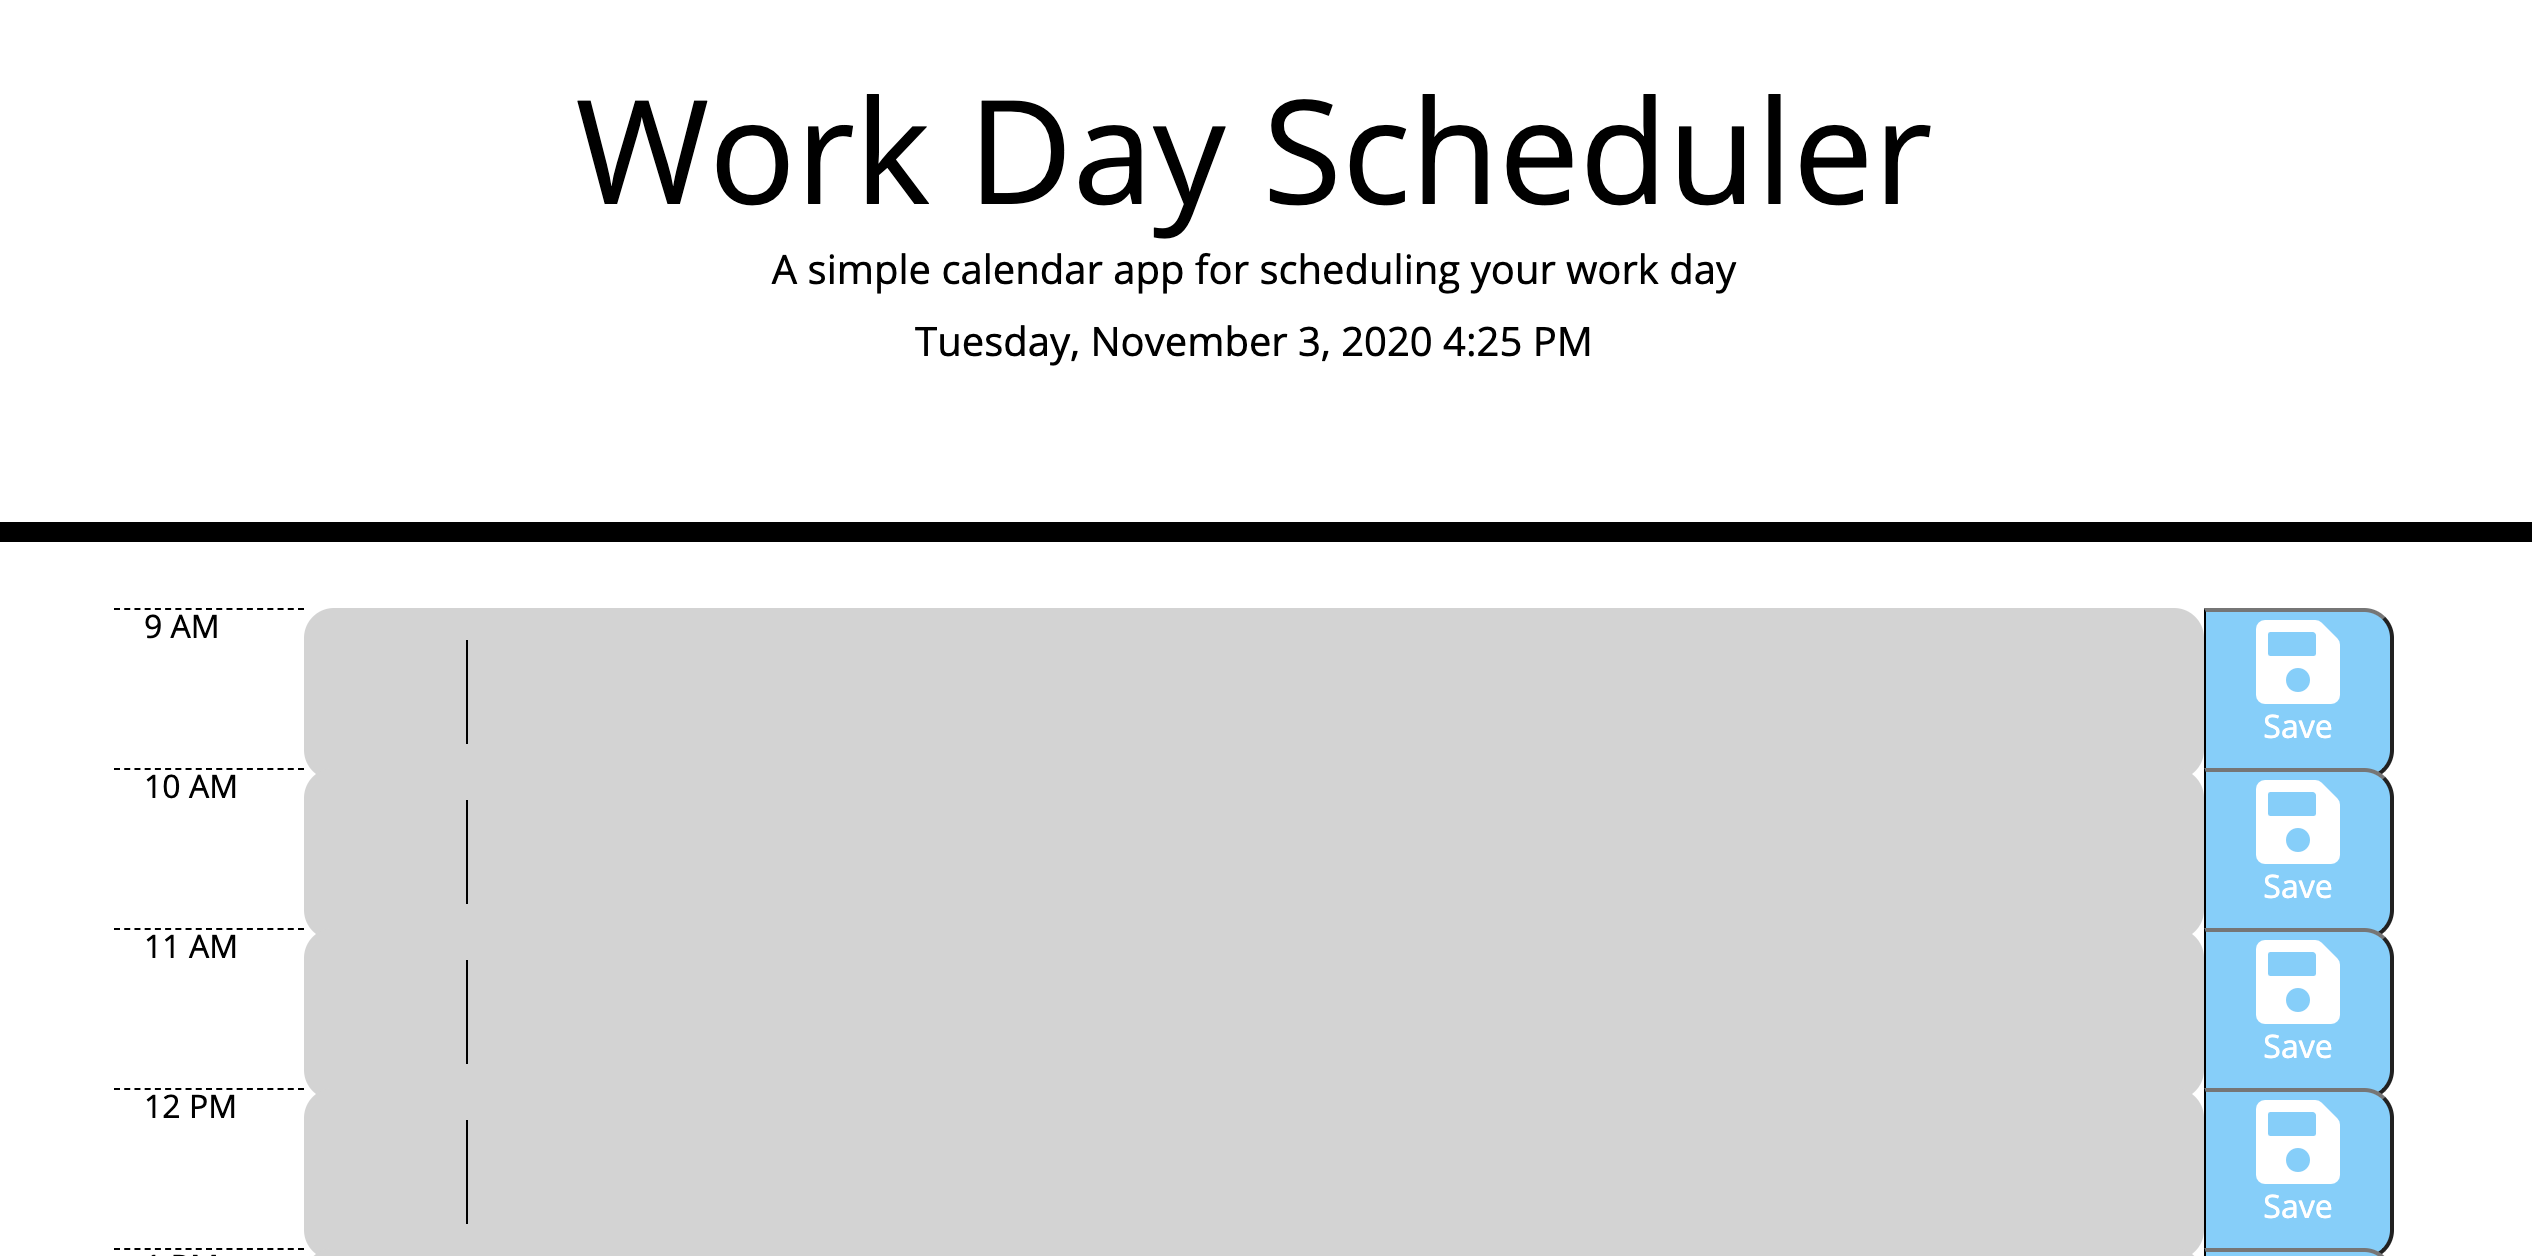 Work Day Scheduler
A simple calendar app for scheduling your work day
Tuesday, November 3, 2020 4:25 PM
9 AM
Save
10 AM
Save
11 AM
Save
12 PM
Save